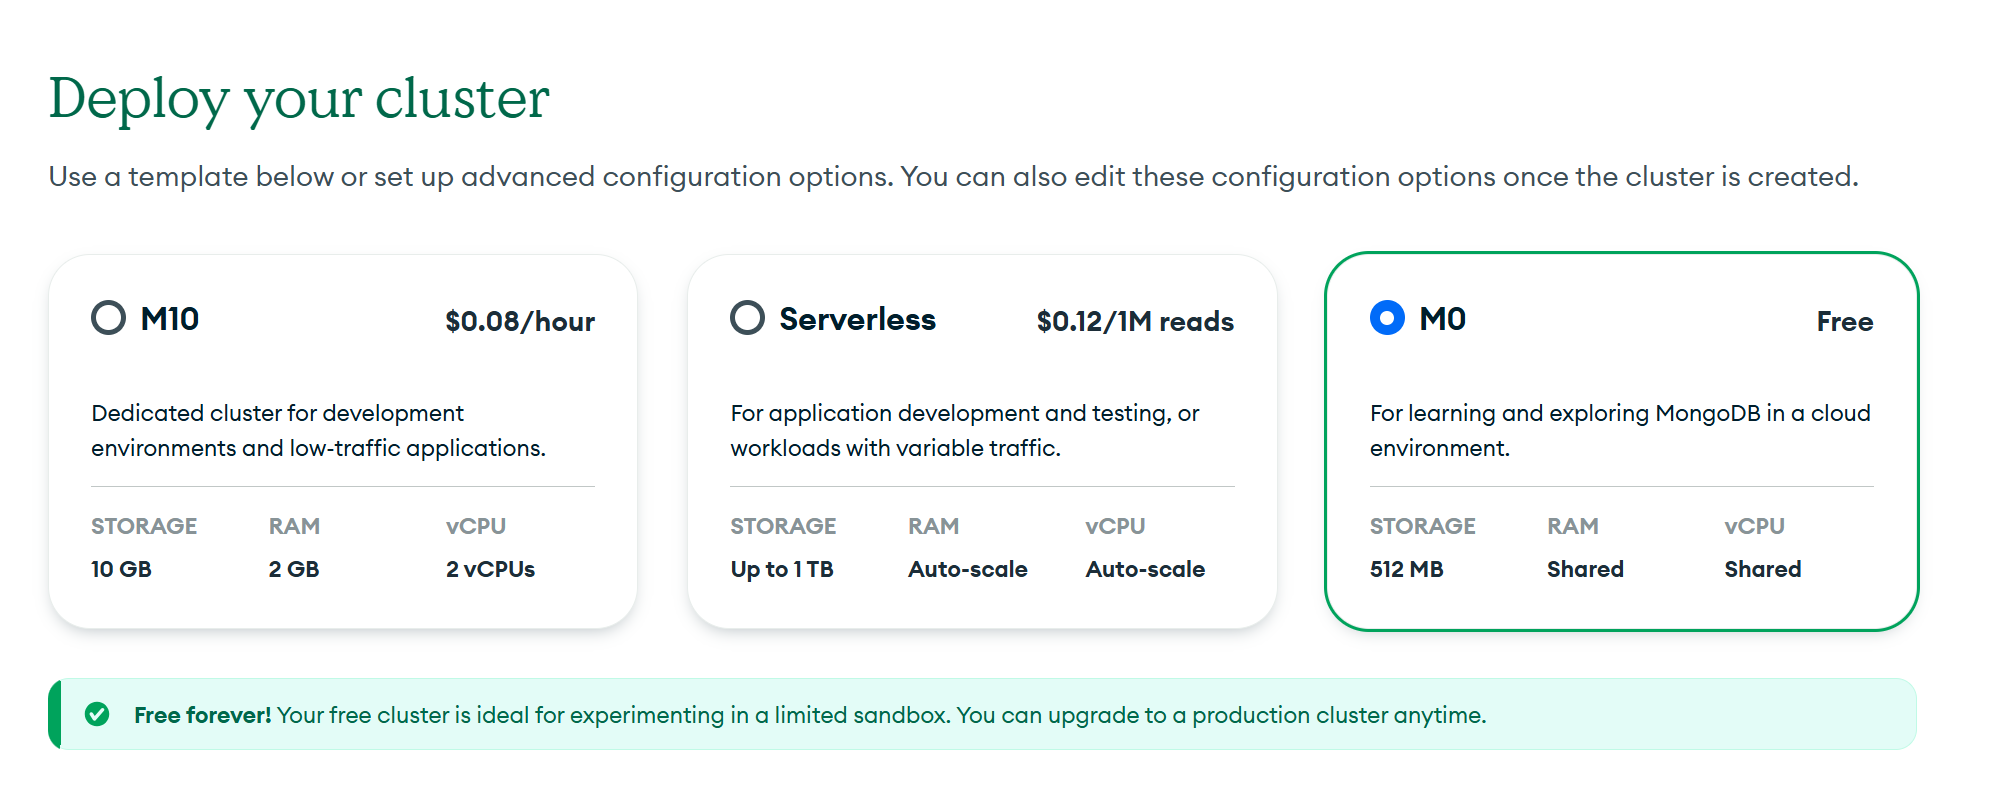 Deploy your cluster
Use a template below or set up advanced configuration options. You can also edit these configuration options once the cluster is created.
M10 $0.08/hour
Dedicated cluster for development
environments and low-traffic applications.
STORAGE RAM vCPU
10 GB 2 GB 2 vCPUs
Serverless $0.12/1M reads
For application development and testing, or
workloads with variable traffic.
STORAGE RAM vCPU
Up to 1 TB Auto-scale Auto-scale
M0 Free
For learning and exploring MongoDB in a cloud
environment.
STORAGE RAM vCPU
512 MB Shared Shared
Free forever! Your free cluster is ideal for experimenting in a limited sandbox. You can upgrade to a production cluster anytime.